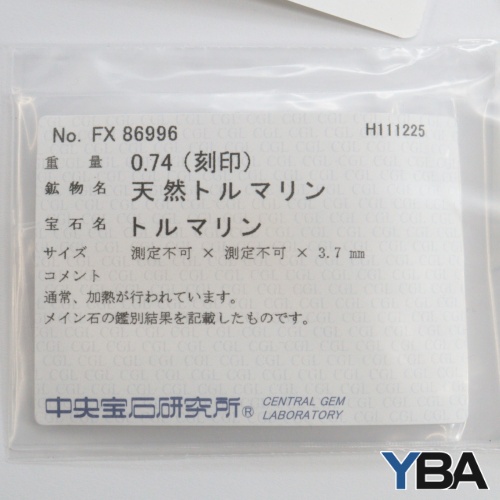 No. FX 86996 H111225
重量 0.74 (刻印)
鉱物名 天然トルマリン
宝石名 トルマリン
サイズ 測定不可 × 測定不可 × 3.7 mm
コメント
通常、加熱が行われています。
メイン石の鑑別結果を記載したものです。
中央宝石研究所® CENTRAL GEM
LABORATORY
YBA